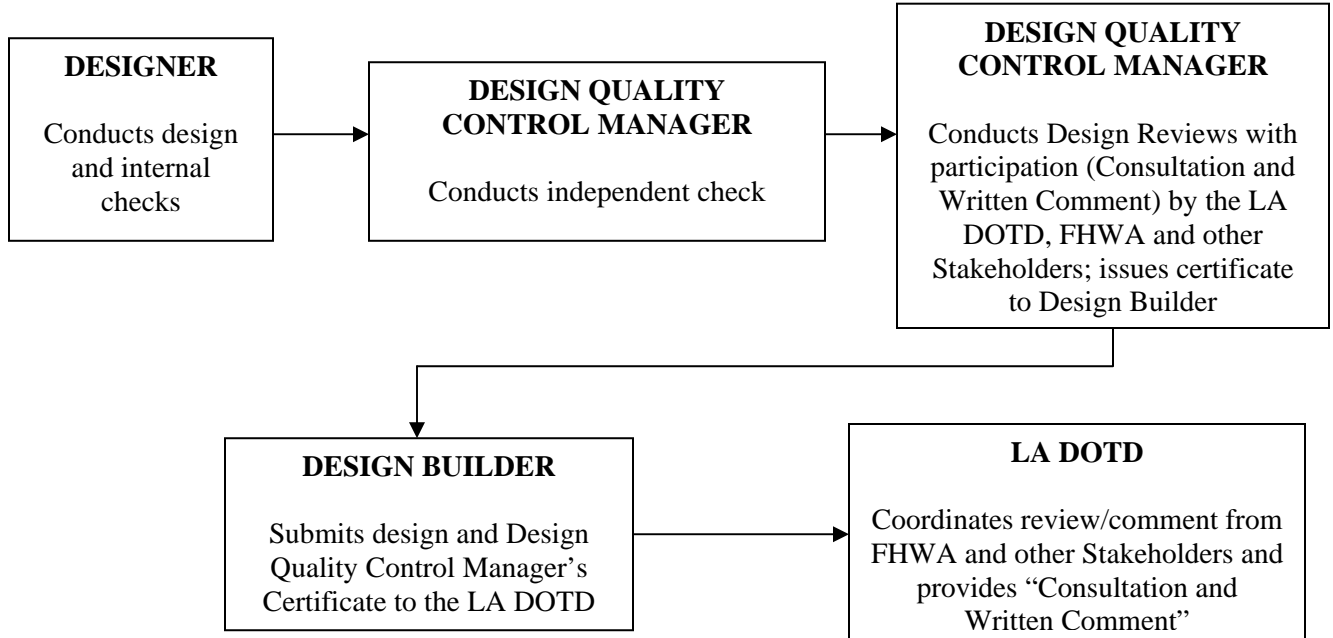 DESIGNER
Conducts design
and internal
checks
DESIGN QUALITY
CONTROL MANAGER
Conducts independent check
DESIGN QUALITY
CONTROL MANAGER
Conducts Design Reviews with
participation (Consultation and
Written Comment) by the LA
DOTD, FHWA and other
Stakeholders; issues certificate
to Design Builder
DESIGN BUILDER
Submits design and Design
Quality Control Manager’s
Certificate to the LA DOTD
LA DOTD
Coordinates review/comment from
FHWA and other Stakeholders and
provides “Consultation and
Written Comment”